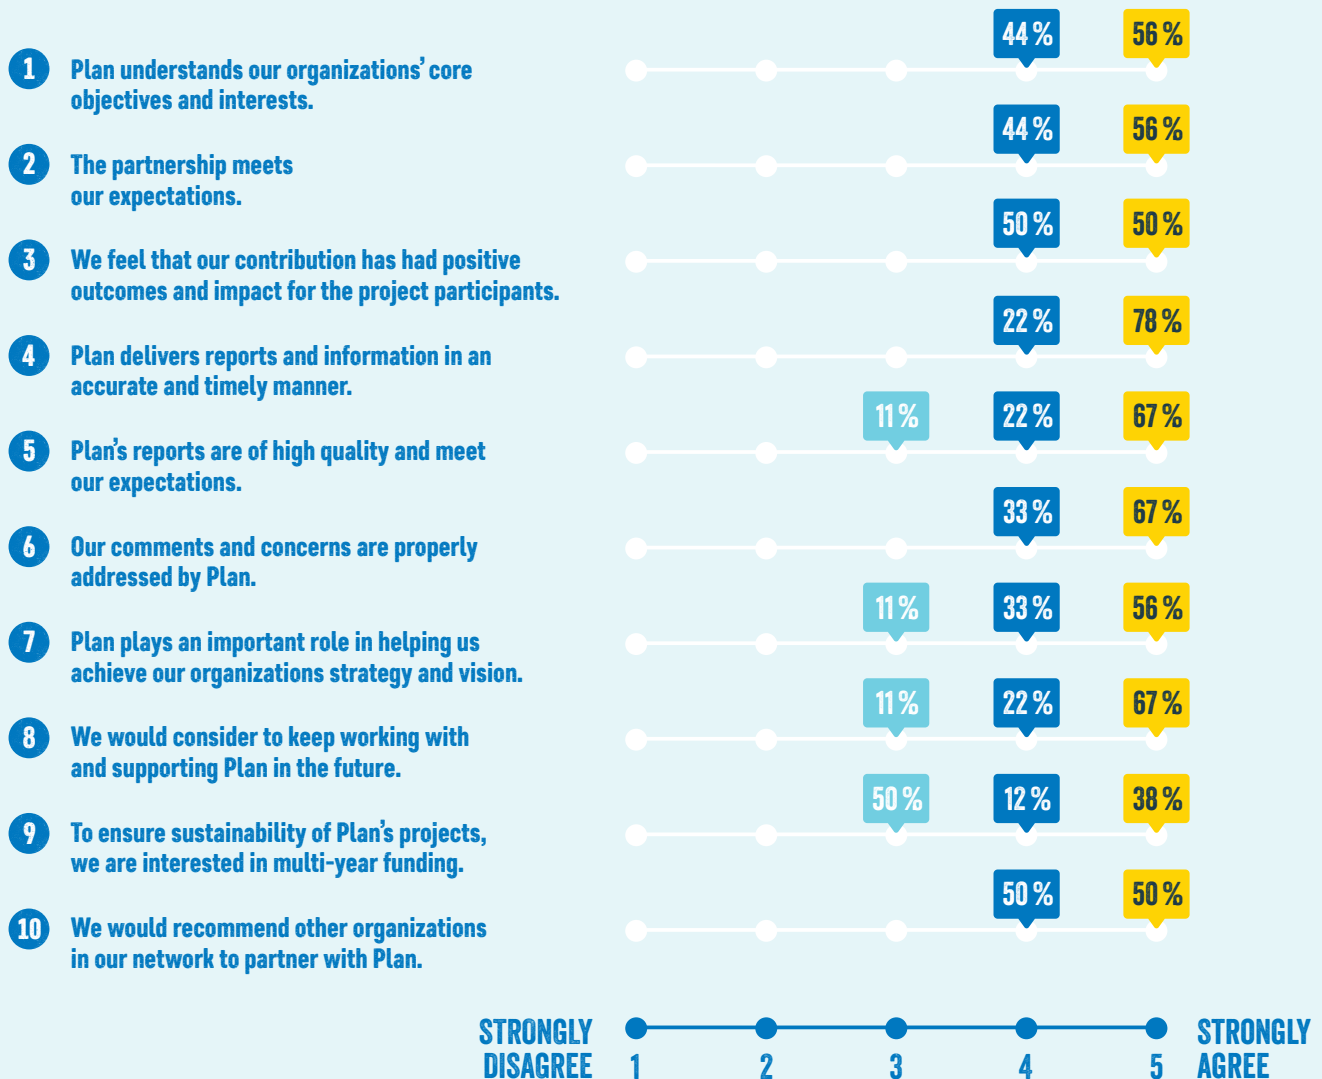 44 % 56 %
1 Plan understands our organizations’ core
objectives and interests.
44 % 56 %
2 The partnership meets
our expectations.
50 % 50 %
3 We feel that our contribution has had positive
outcomes and impact for the project participants.
22 % 78 %
4 Plan delivers reports and information in an
accurate and timely manner.
11 % 22 % 67 %
5 Plan’s reports are of high quality and meet
our expectations.
33 % 67 %
6 Our comments and concerns are properly
addressed by Plan.
11 % 33 % 56 %
7 Plan plays an important role in helping us
achieve our organizations strategy and vision.
11 % 22 % 67 %
8 We would consider to keep working with
and supporting Plan in the future.
50 % 12 % 38 %
9 To ensure sustainability of Plan’s projects,
we are interested in multi-year funding.
50 % 50 %
10 We would recommend other organizations
in our network to partner with Plan.
STRONGLY STRONGLY
DISAGREE 1 2 3 4 5 AGREE